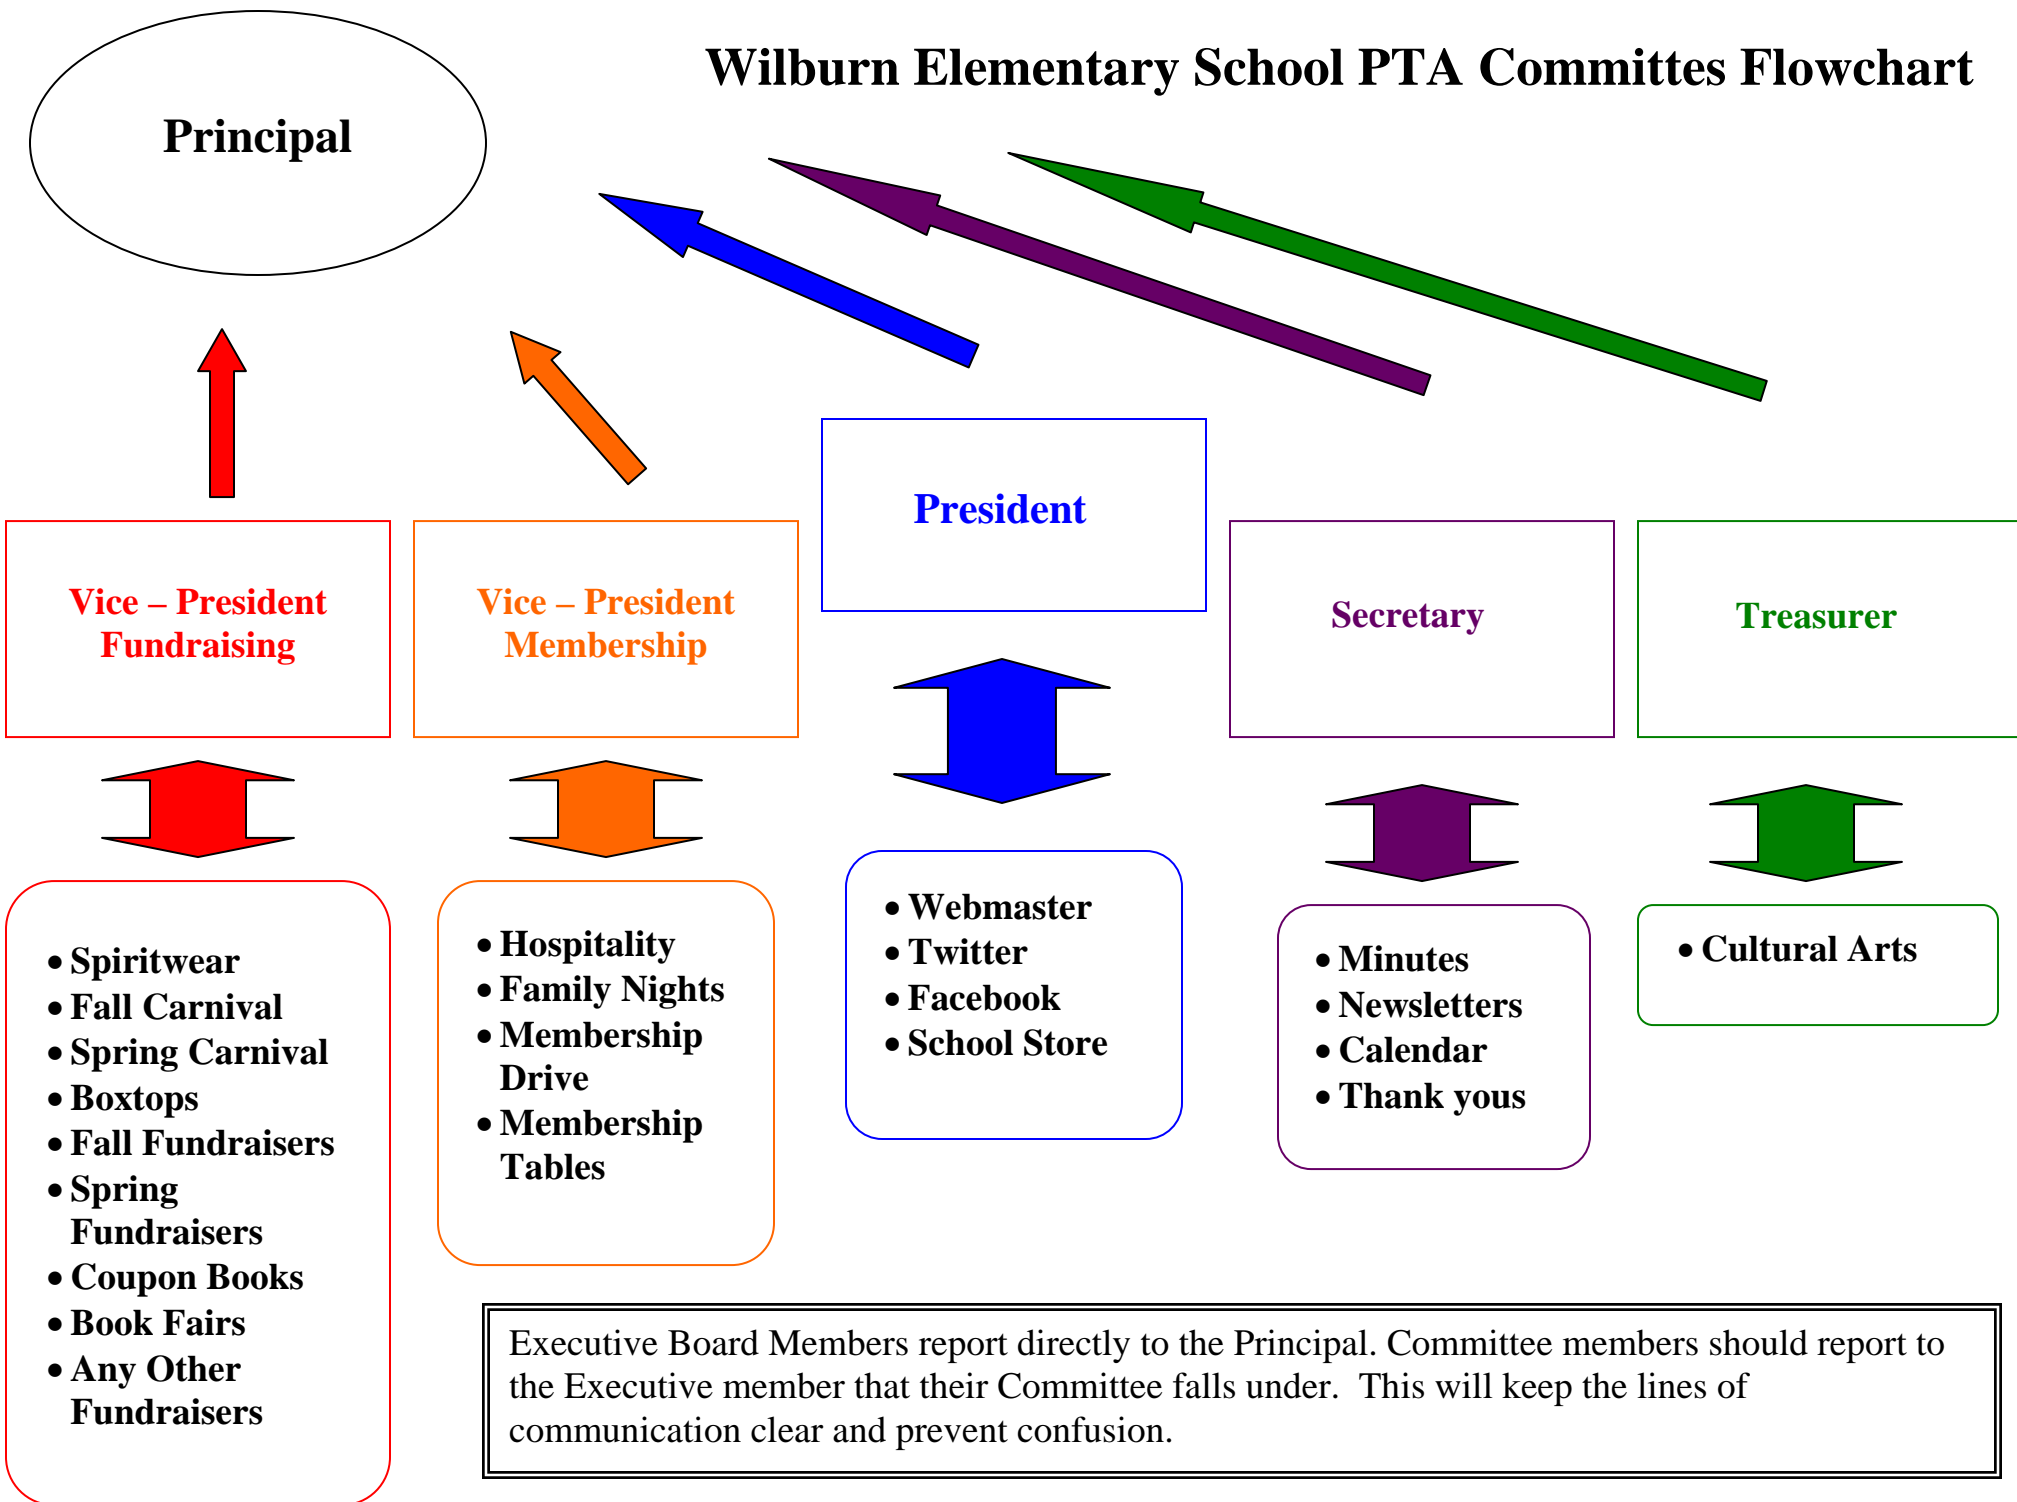 Wilburn Elementary School PTA Committes Flowchart
Principal
President
Vice – President
Fundraising
Vice – President
Membership
Secretary
Treasurer
• Spiritwear
• Fall Carnival
• Spring Carnival
• Boxtops
• Fall Fundraisers
• Spring
Fundraisers
• Coupon Books
• Book Fairs
• Any Other
Fundraisers
• Hospitality
• Family Nights
• Membership
Drive
• Membership
Tables
• Webmaster
• Twitter
• Facebook
• School Store
• Minutes
• Newsletters
• Calendar
• Thank yous
• Cultural Arts
Executive Board Members report directly to the Principal. Committee members should report to
the Executive member that their Committee falls under.  This will keep the lines of
communication clear and prevent confusion.